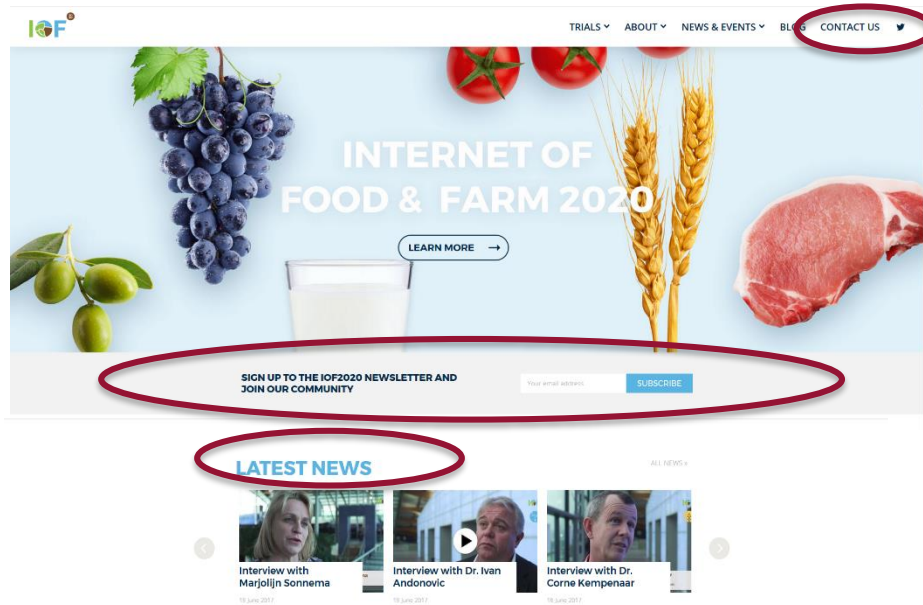 IOF
TRIALS ABOUT NEWS & EVENTS BLOG CONTACT US
INTERNET OF
FOOD & FARM 2020
LEARN MORE →
SIGN UP TO THE IOF2020 NEWSLETTER AND
JOIN OUR COMMUNITY
Your email address
SUBSCRIBE
LATEST NEWS
ALL NEWS »
Interview with
Marjolijn Sonnema
19 June 2017
Interview with Dr. Ivan
Andonovic
19 June 2017
Interview with Dr.
Corne Kempenaar
19 June 2017